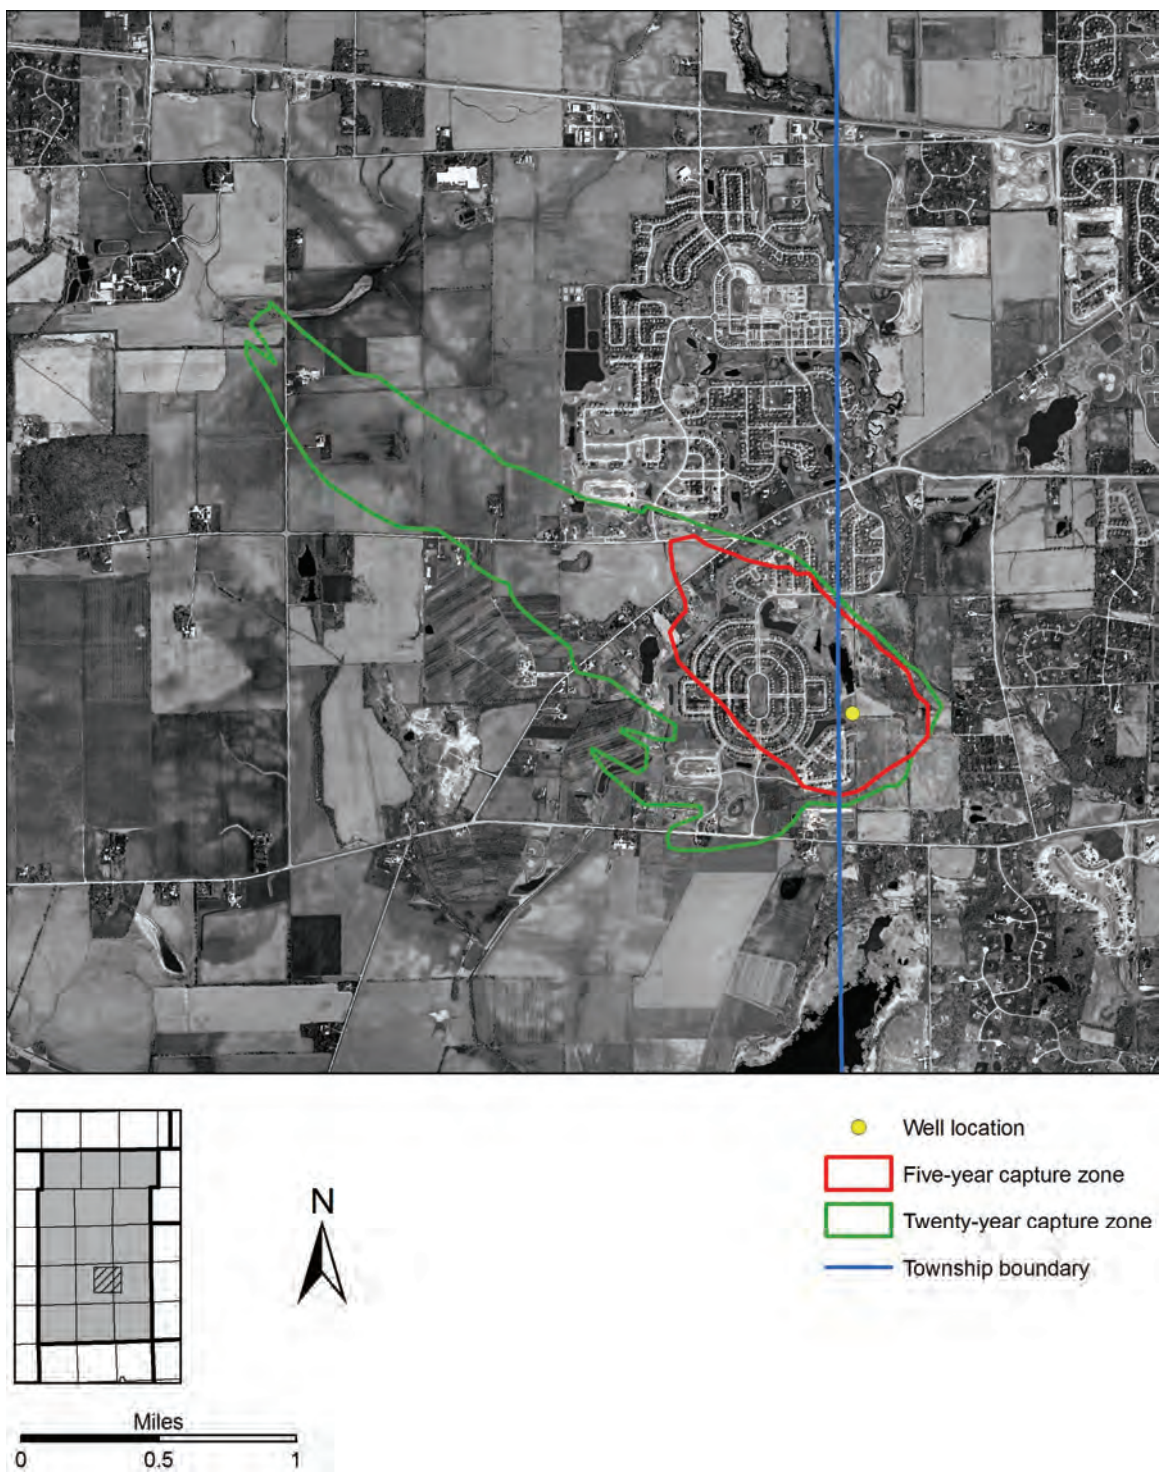 Well location
Five-year capture zone
Twenty-year capture zone
Township boundary
N
Miles
0 0.5 1